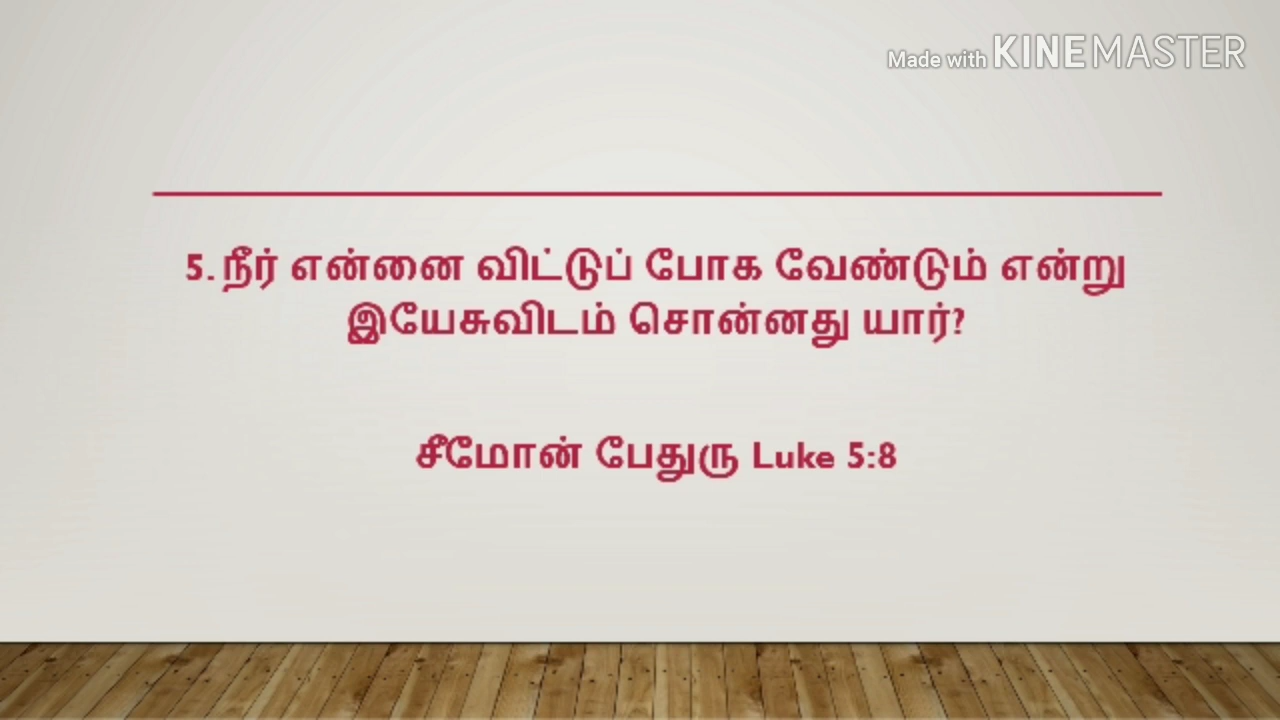 Made with KINEMASTER
5. நீர் என்னை விட்டுப் போக வேண்டும் என்று
இயேசுவிடம் சொன்னது யார்?
சீமோன் பேதுரு Luke 5:8